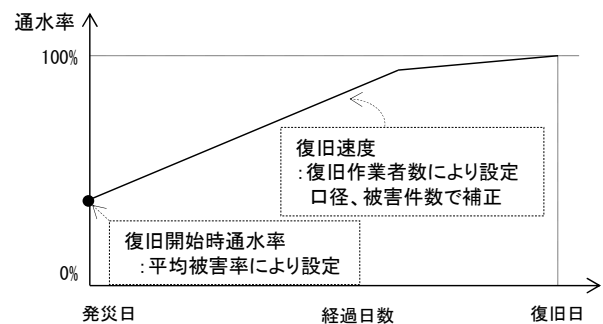 通水率
100%
復旧速度
:復旧作業者数により設定
口径、被害件数で補正
復旧開始時通水率
:平均被害率により設定
0%
発災日
経過日数
復旧日